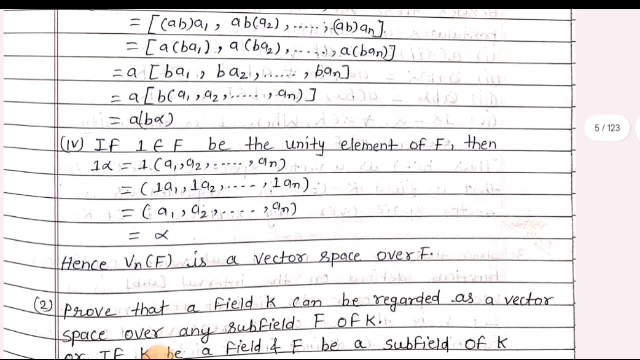 = [(ab)a₁, ab(a₂), ....., (ab)aₙ]
= [a(ba₁), a(ba₂), ....., a(baₙ)]
= a [ba₁, ba₂, ....., baₙ]
= a [b(a₁, a₂, ......, aₙ)]
= a(bα)
(iv) If 1 ∈ F be the unity element of F, then
1α = 1 (a₁, a₂, ....., aₙ)
= (1a₁, 1a₂, ....., 1aₙ)
= (a₁, a₂, ....., aₙ)
= α
Hence Vₙ(F) is a vector space over F.
(2) Prove that a field K can be regarded as a vector
space over any subfield F of K.
or If K be a field & F be a subfield of K
5 / 123